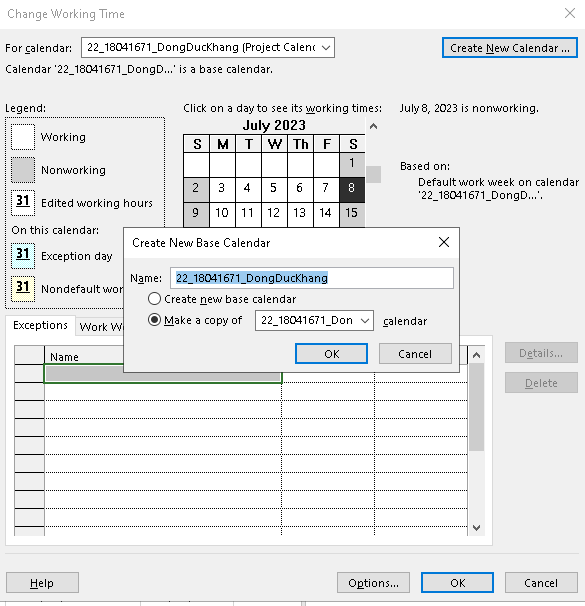 Change Working Time
For calendar: 22_18041671_DongDucKhang (Project Calenc
Create New Calendar ...
Calendar '22_18041671_DongD...' is a base calendar.
Legend:
Working
Nonworking
31 Edited working hours
On this calendar:
31 Exception day
31 Nondefault wor
Click on a day to see its working times:
July 2023
S M T W Th F S
1
2 3 4 5 6 7 8
9 10 11 12 13 14 15
July 8, 2023 is nonworking.
Based on:
Default work week on calendar
'22_18041671_DongD...'.
Create New Base Calendar
Name: 22_18041671_DongDucKhang
Create new base calendar
Make a copy of 22_18041671_Don calendar
OK Cancel
Exceptions Work W
Name
Details...
Delete
Help Options... OK Cancel